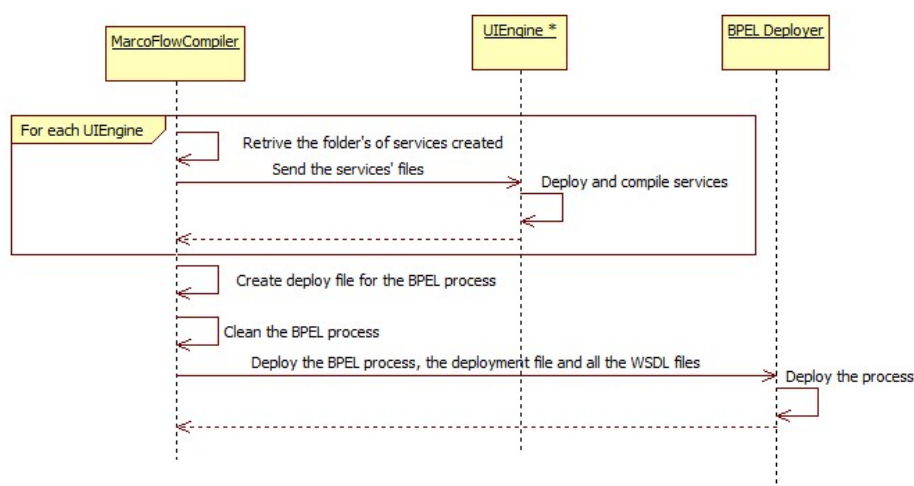 MarcoFlowCompiler
UIEngine *
BPEL Deployer
For each UIEngine
Retrive the folder's of services created
Send the services' files
Deploy and compile services
Create deploy file for the BPEL process
Clean the BPEL process
Deploy the BPEL process, the deployment file and all the WSDL files
Deploy the process